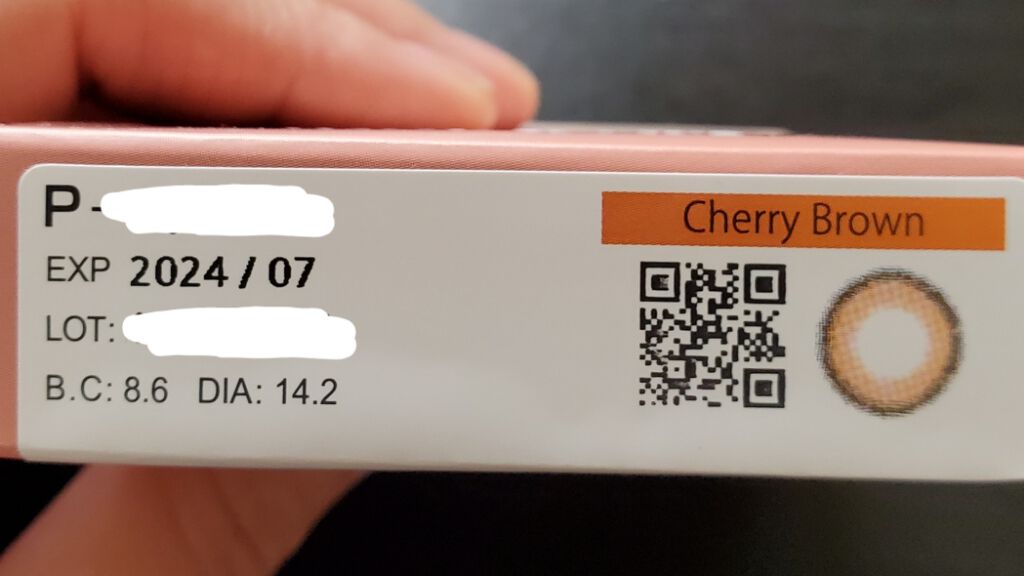 P-
EXP 2024 / 07
LOT:
B.C: 8.6 DIA: 14.2
Cherry Brown